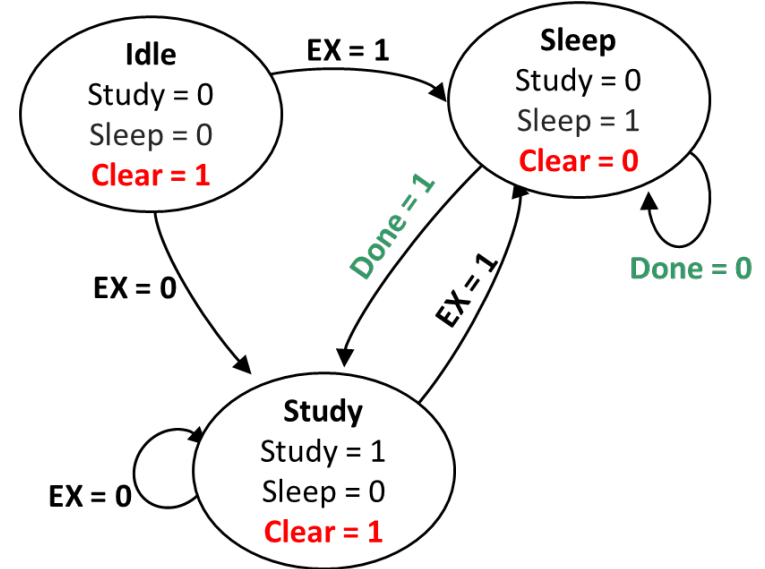 Idle
Study = 0
Sleep = 0
Clear = 1
EX = 1
Sleep
Study = 0
Sleep = 1
Clear = 0
Done = 1
Done = 0
EX = 0
EX = 1
Study
Study = 1
Sleep = 0
Clear = 1
EX = 0